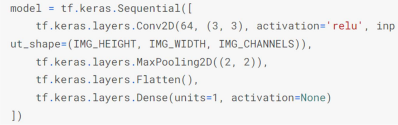 model = tf.keras.Sequential([
    tf.keras.layers.Conv2D(64, (3, 3), activation='relu', inp
ut_shape=(IMG_HEIGHT, IMG_WIDTH, IMG_CHANNELS)),
    tf.keras.layers.MaxPooling2D((2, 2)),
    tf.keras.layers.Flatten(),
    tf.keras.layers.Dense(units=1, activation=None)
])